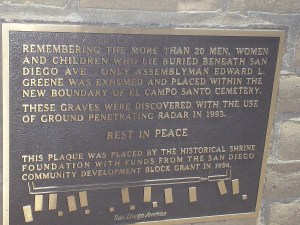 REMEMBERING THE MORE THAN 20 MEN, WOMEN
AND CHILDREN WHO LIE BURIED BENEATH SAN
DIEGO AVE. ONLY ASSEMBLYMAN EDWARD L.
GREENE WAS EXHUMED AND PLACED WITHIN THE
NEW BOUNDARY OF EL CAMPO SANTO CEMETERY.
THESE GRAVES WERE DISCOVERED WITH THE USE
OF GROUND PENETRATING RADAR IN 1993.
REST IN PEACE
THIS PLAQUE WAS PLACED BY THE HISTORICAL SHRINE
FOUNDATION WITH FUNDS FROM THE SAN DIEGO
COMMUNITY DEVELOPMENT BLOCK GRANT IN 1994.
San Diego Avenue